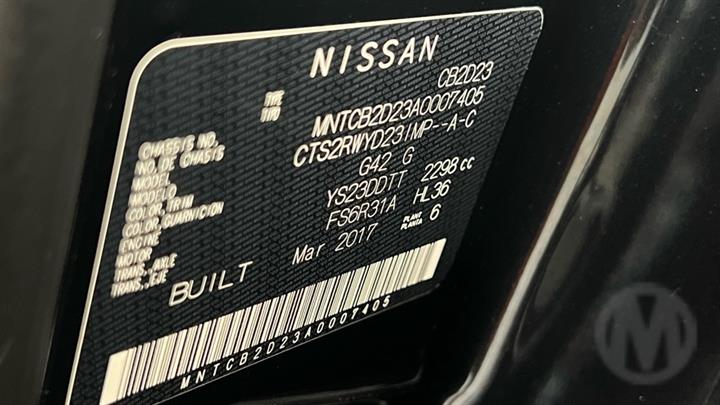 NISSAN
TYPE CB2D23
TIPO
CHASSIS NO. MNTCB2D23A0007405
NO. DE CHASIS
MODEL CTS2RWYD23IMP--A-C
MODELO
COLOR,TRIM G42 G
COLOR,GUARNICION
ENGINE YS23DDTT 2298 cc
MOTOR
TRANS.,AXLE FS6R31A HL36
TRANS.,EJE
PLANT 6
PLANTA
BUILT Mar 2017
MNTCB2D23A0007405
M